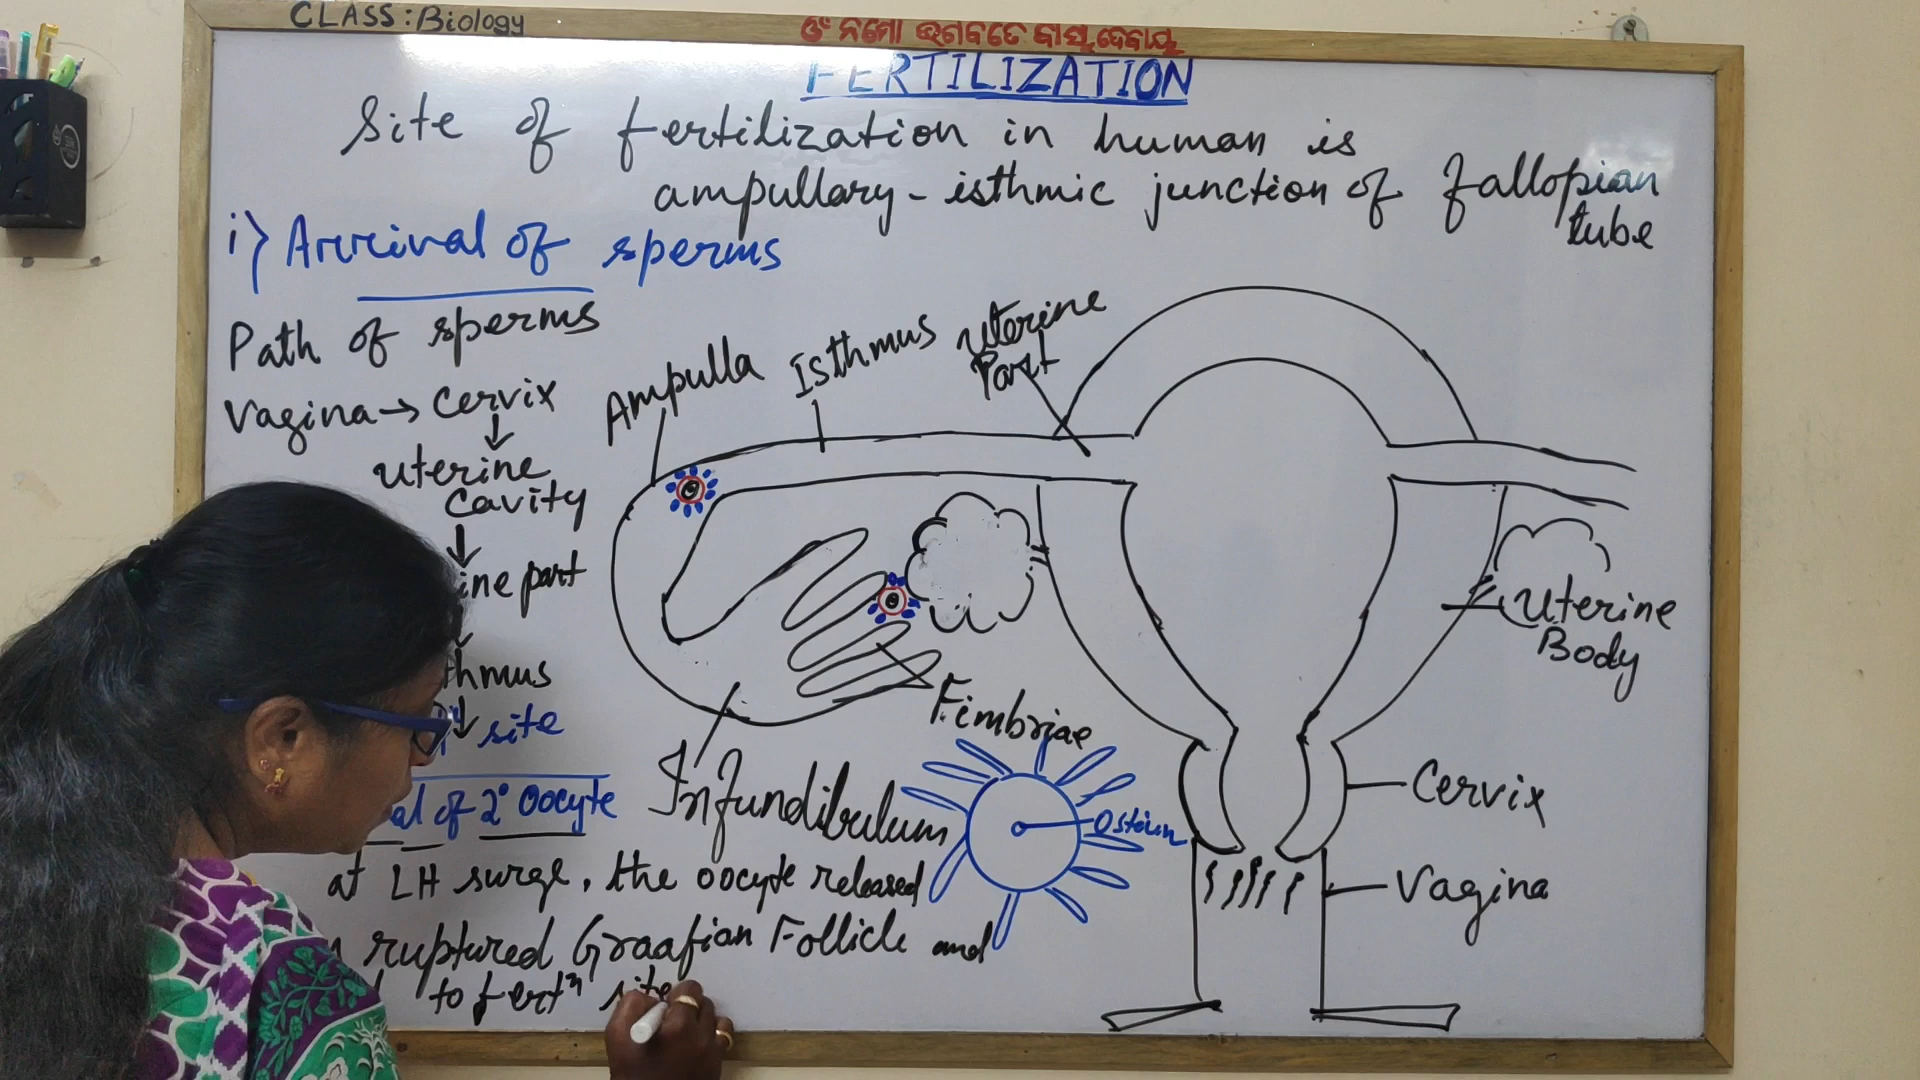 CLASS: Biology
ଓଁ ନମୋ ଭଗବତେ ବାସୁଦେବାୟ
FERTILIZATION
Site of fertilization in human is
ampullary - isthmic junction of fallopian
tube
i) Arrival of sperms
Path of sperms
Vagina → Cervix
↓
uterine
cavity
↓
ine part
thmus
↓
site
al of 2° Oocyte
at LH surge, the oocyte released
ruptured Graafian Follicle and
to fertⁿ site
Ampulla
Isthmus
uterine
Part
Fimbriae
Infundibulum
Ostium
Uterine
Body
Cervix
Vagina